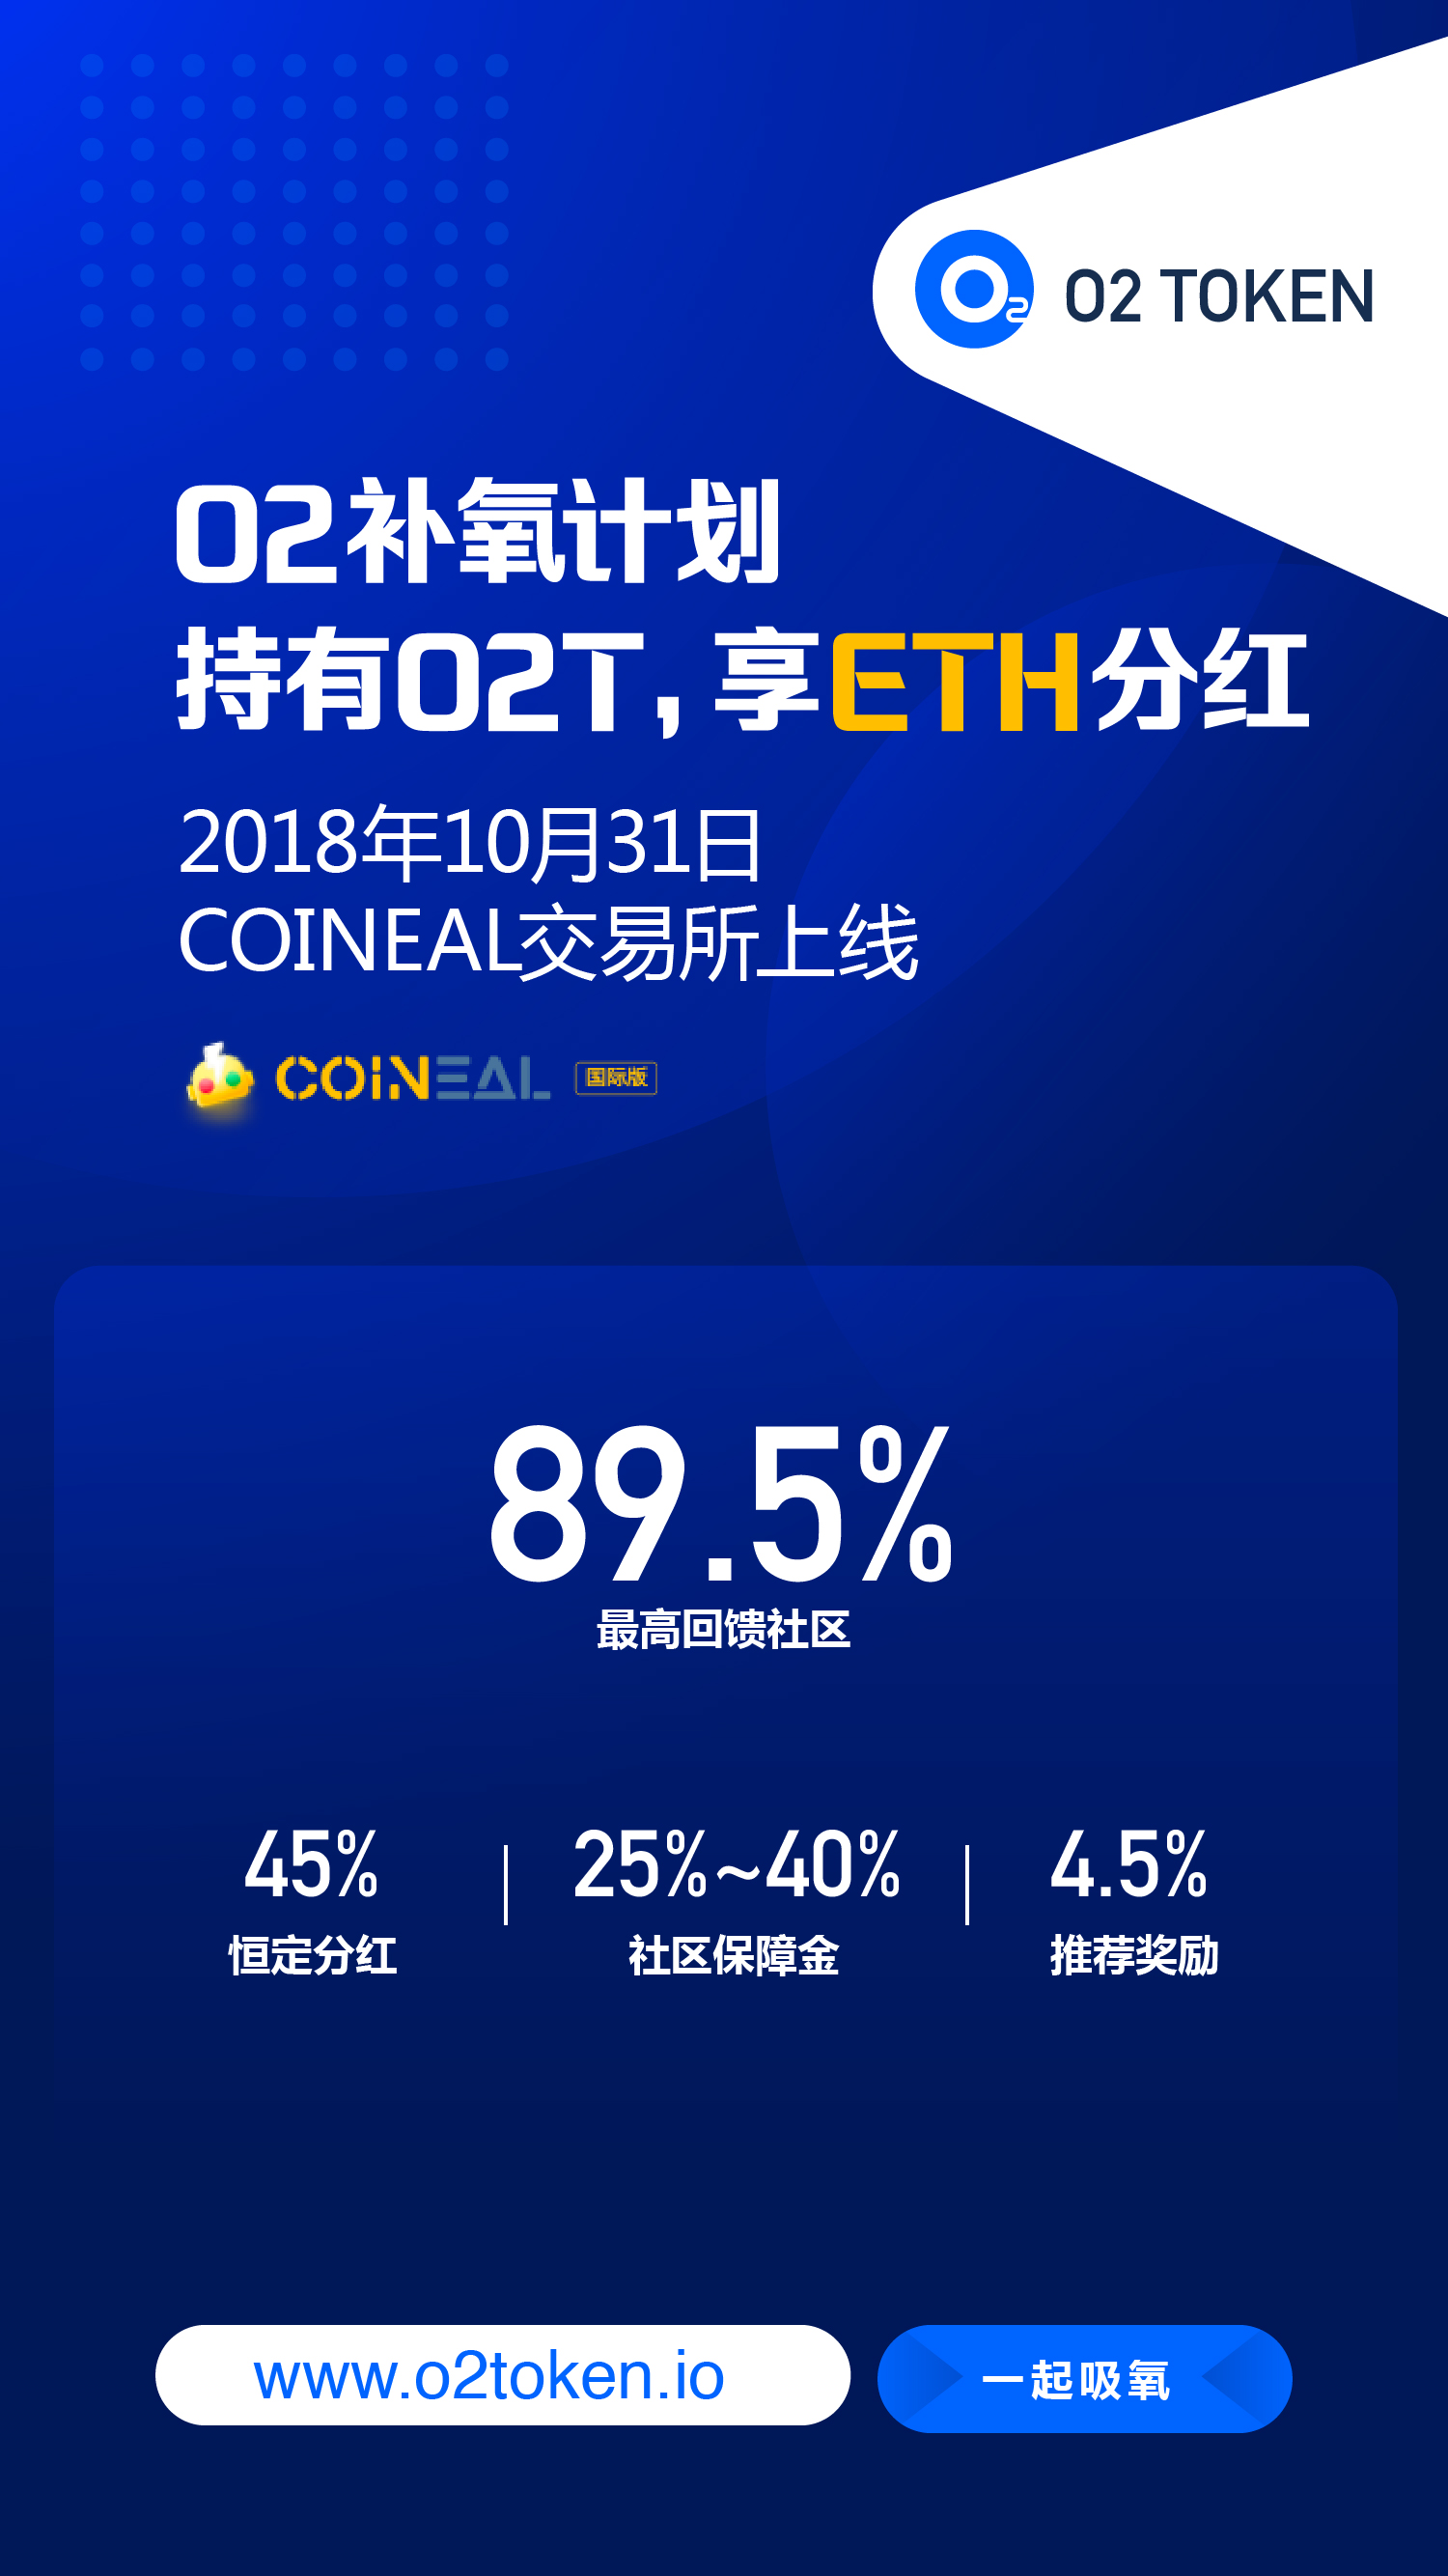 O2 TOKEN
O2补氧计划
持有O2T，享ETH分红
2018年10月31日
COINEAL交易所上线
COINEAL 国际版
89.5%
最高回馈社区
45%
恒定分红
25%~40%
社区保障金
4.5%
推荐奖励
www.o2token.io
一起吸氧